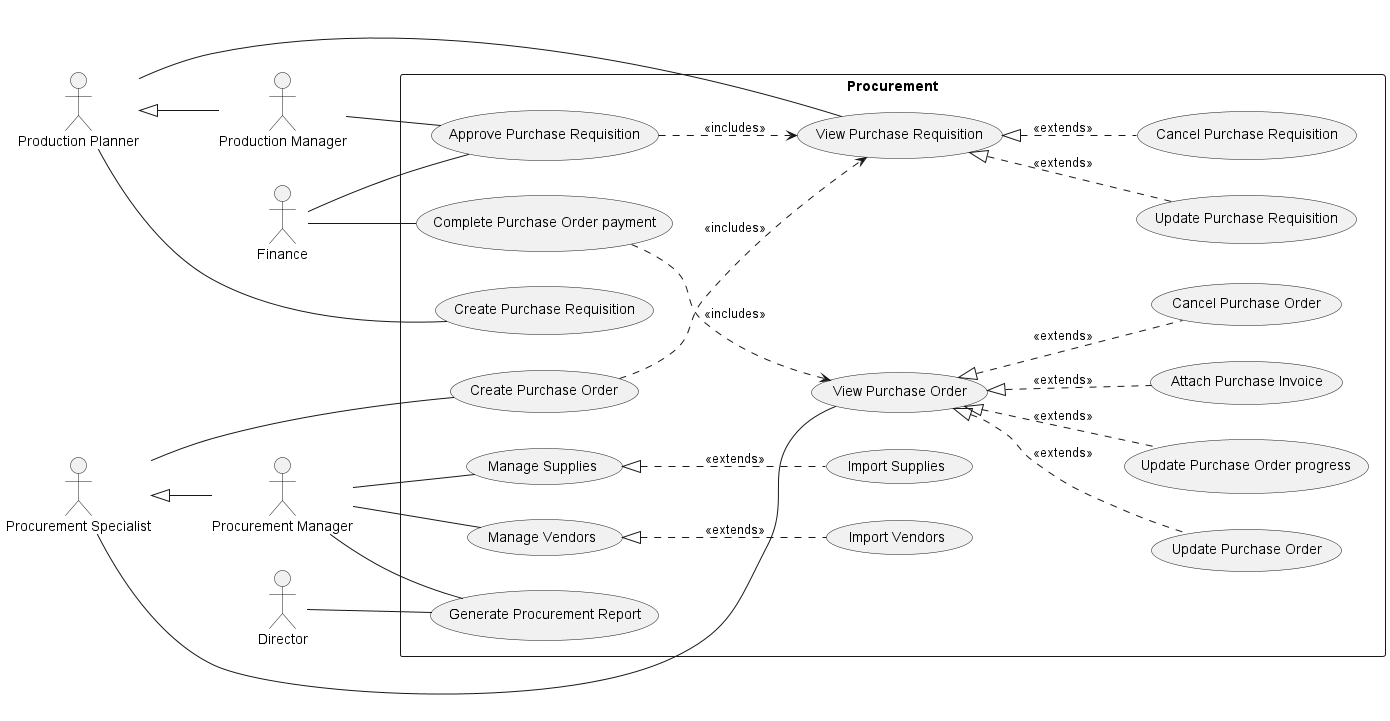 Procurement
Production Planner
Production Manager
Approve Purchase Requisition
«includes»
View Purchase Requisition
«extends»
Cancel Purchase Requisition
«extends»
Update Purchase Requisition
Finance
Complete Purchase Order payment
«includes»
Create Purchase Requisition
«includes»
Cancel Purchase Order
«extends»
Create Purchase Order
View Purchase Order
«extends»
Attach Purchase Invoice
«extends»
Update Purchase Order progress
«extends»
Update Purchase Order
Procurement Specialist
Procurement Manager
Manage Supplies
«extends»
Import Supplies
Manage Vendors
«extends»
Import Vendors
Director
Generate Procurement Report